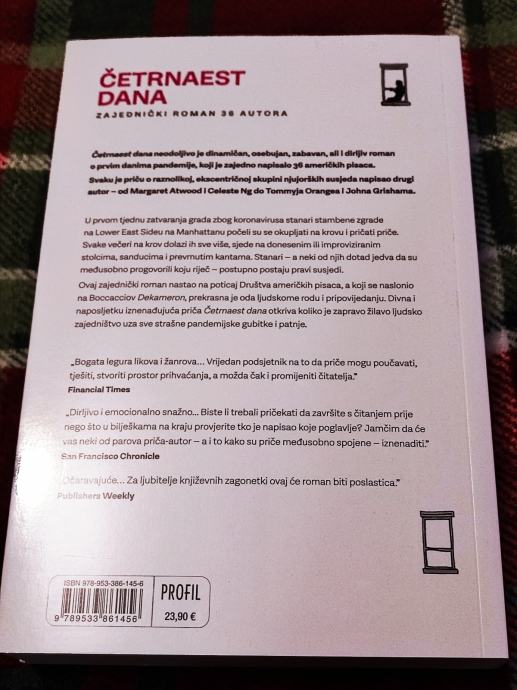 ČETRNAEST
DANA
ZAJEDNIČKI ROMAN 36 AUTORA
Četrnaest dana neodoljivo je dinamičan, osebujan, zabavan, ali i dirljiv roman
o prvim danima pandemije, koji je zajedno napisalo 36 američkih pisaca.
Svaku je priču o raznolikoj, ekscentričnoj skupini njujorških susjeda napisao drugi
autor – od Margaret Atwood i Celeste Ng do Tommyja Orangea i Johna Grishama.
U prvom tjednu zatvaranja grada zbog koronavirusa stanari stambene zgrade
na Lower East Sideu na Manhattanu počeli su se okupljati na krovu i pričati priče.
Svake večeri na krov dolazi ih sve više, sjede na donesenim ili improviziranim
stolcima, sanducima i prevrnutim kantama. Stanari – a neki od njih dotad jedva da su
međusobno progovorili koju riječ – postupno postaju pravi susjedi.
Ovaj zajednički roman nastao na poticaj Društva američkih pisaca, a koji se naslonio
na Boccacciov Dekameron, prekrasna je oda ljudskome rodu i pripovijedanju. Divna i
naposljetku iznenađujuća priča Četrnaest dana otkriva koliko je zapravo žilavo ljudsko
zajedništvo uza sve strašne pandemijske gubitke i patnje.
„Bogata legura likova i žanrova... Vrijedan podsjetnik na to da priče mogu poučavati,
tješiti, stvoriti prostor prihvaćanja, a možda čak i promijeniti čitatelja.”
Financial Times
„Dirljivo i emocionalno snažno... Biste li trebali pričekati da završite s čitanjem prije
nego što u bilješkama na kraju provjerite tko je napisao koje poglavlje? Jamčim da će
vas neki od parova priča-autor – a i to kako su priče međusobno spojene – iznenaditi.”
San Francisco Chronicle
„Očaravajuće... Za ljubitelje književnih zagonetki ovaj će roman biti poslastica.”
Publishers Weekly
ISBN 978-953-386-145-6
9 789533 861456
PROFIL
23,90 €